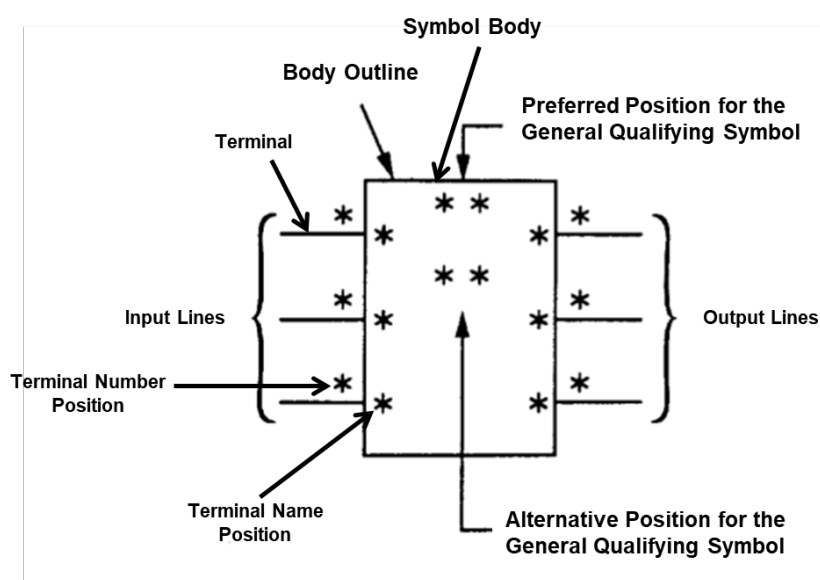 Symbol Body
Body Outline
Preferred Position for the
General Qualifying Symbol
Terminal
* * * *
* *
* *
Input Lines
* *
* *
Output Lines
Terminal Number
Position
* *
* *
Terminal Name
Position
Alternative Position for the
General Qualifying Symbol